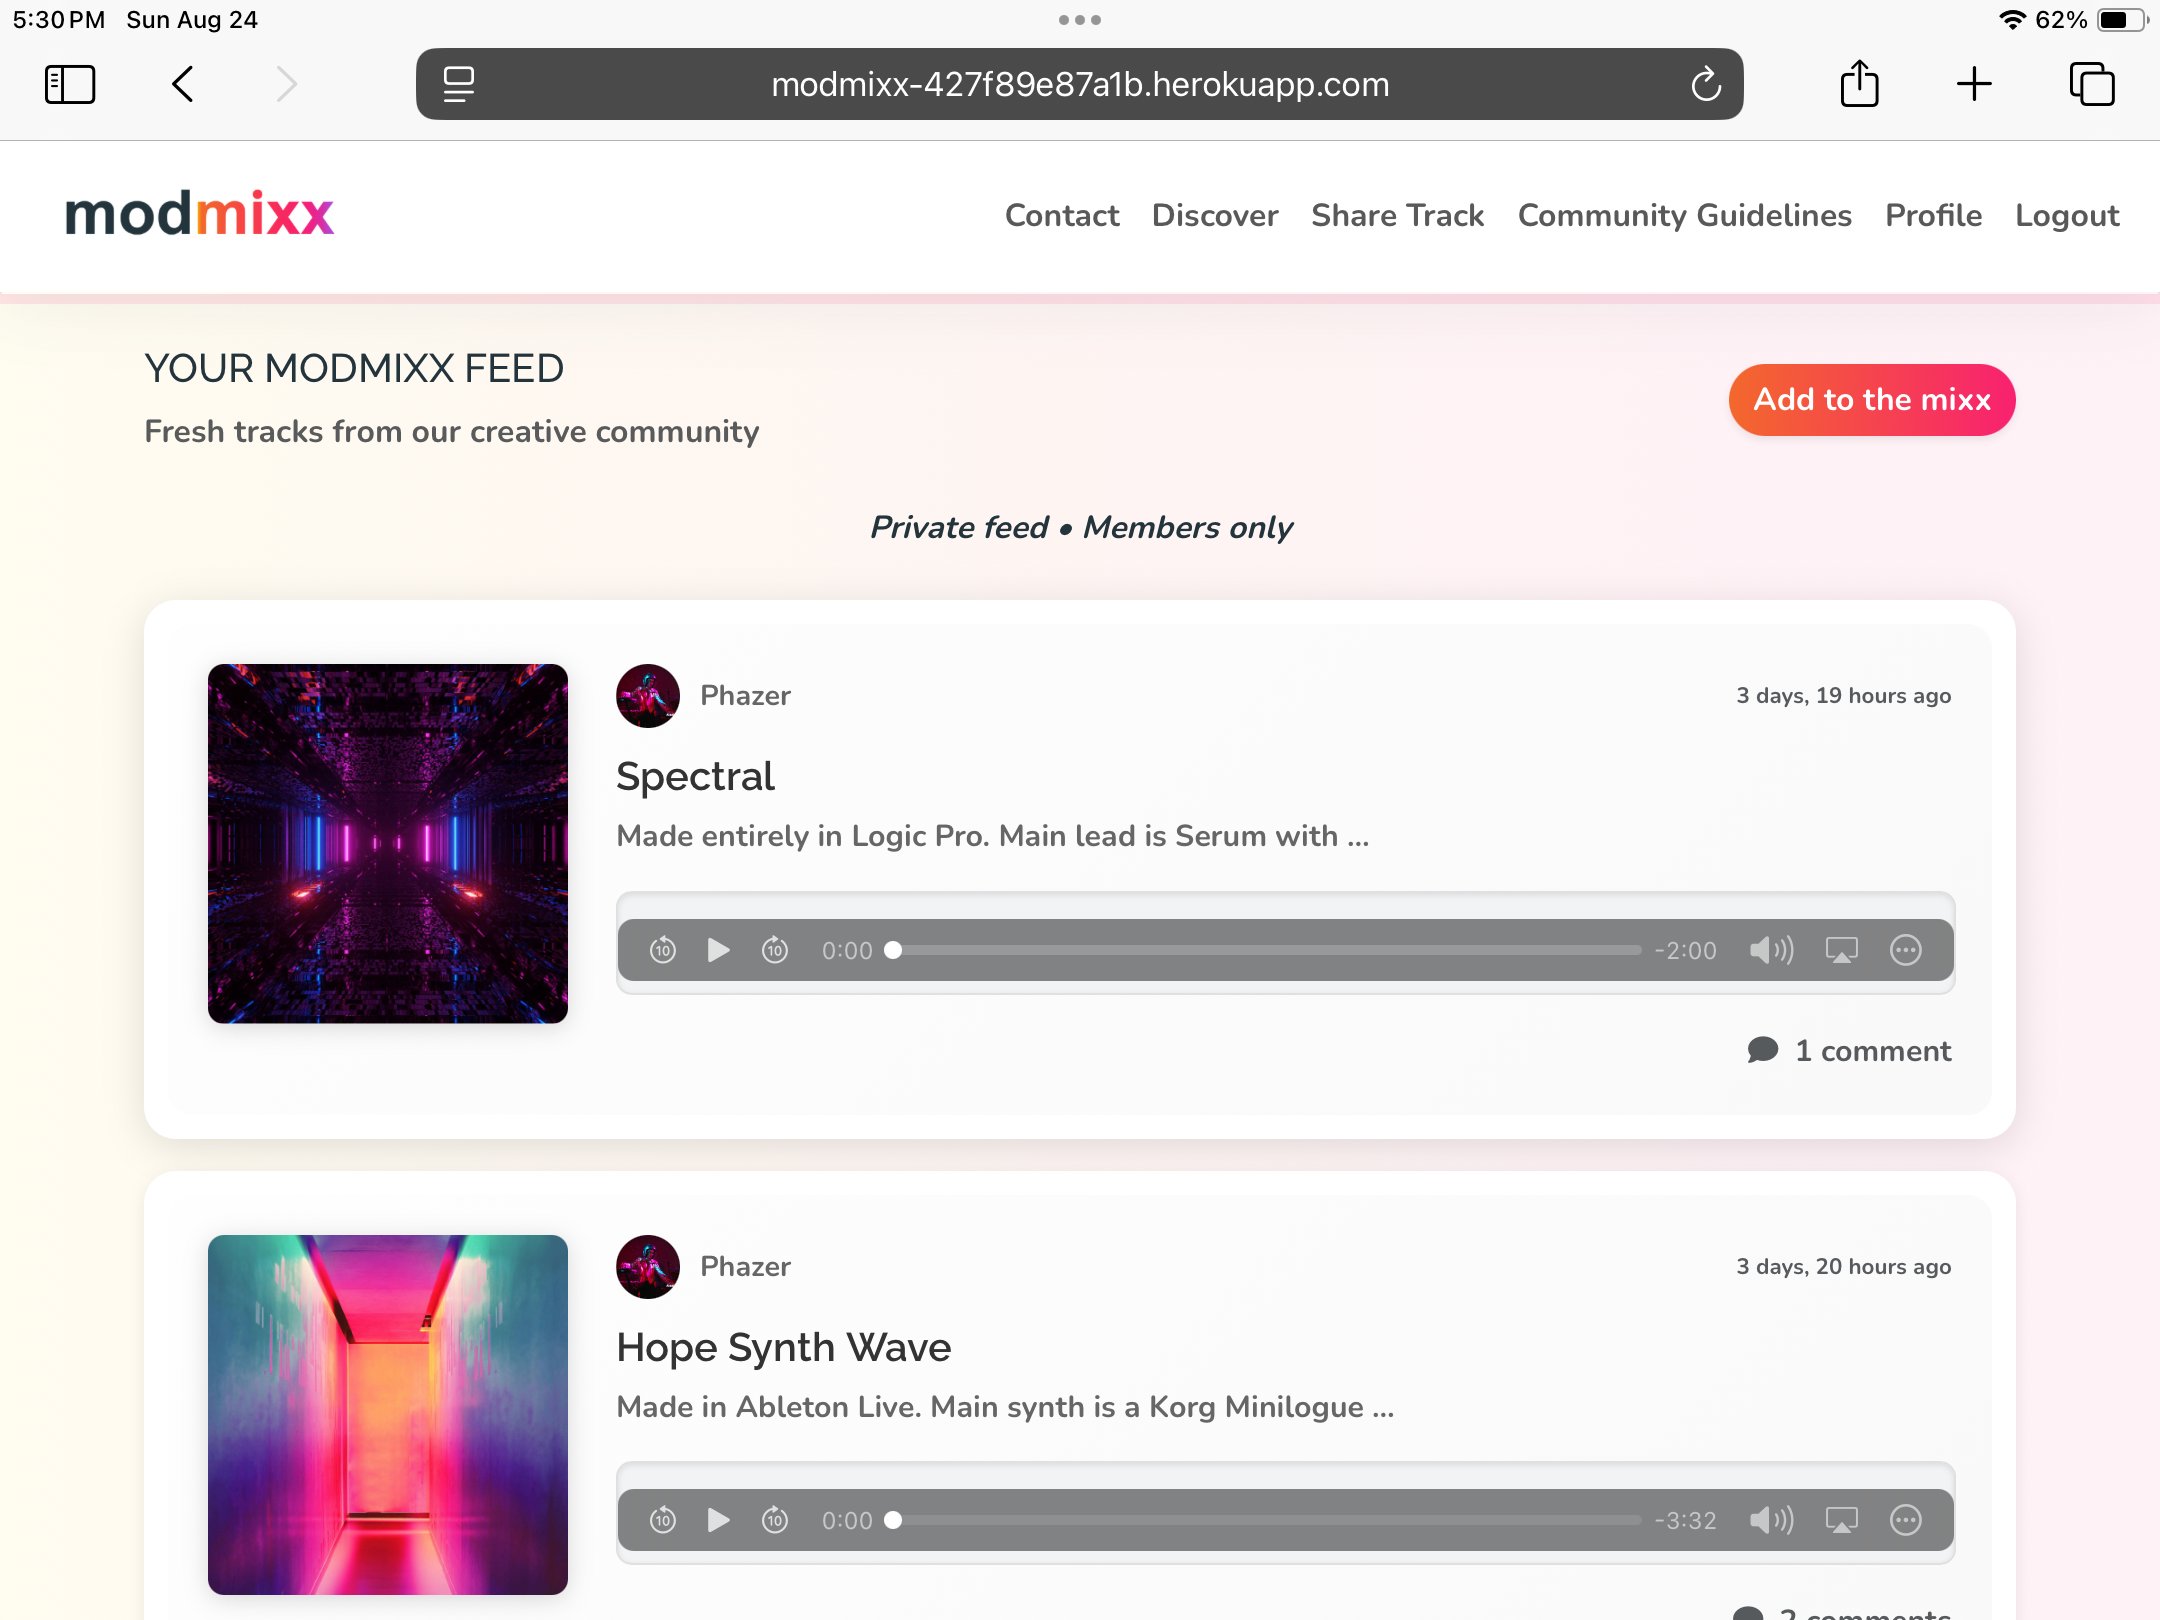 5:30 PM Sun Aug 24
62%
modmixx-427f89e87a1b.herokuapp.com
modmixx
Contact Discover Share Track Community Guidelines Profile Logout
YOUR MODMIXX FEED
Add to the mixx
Fresh tracks from our creative community
Private feed • Members only
Phazer
3 days, 19 hours ago
Spectral
Made entirely in Logic Pro. Main lead is Serum with ...
10 10 0:00 -2:00
1 comment
Phazer
3 days, 20 hours ago
Hope Synth Wave
Made in Ableton Live. Main synth is a Korg Minilogue ...
10 10 0:00 -3:32
2 comments